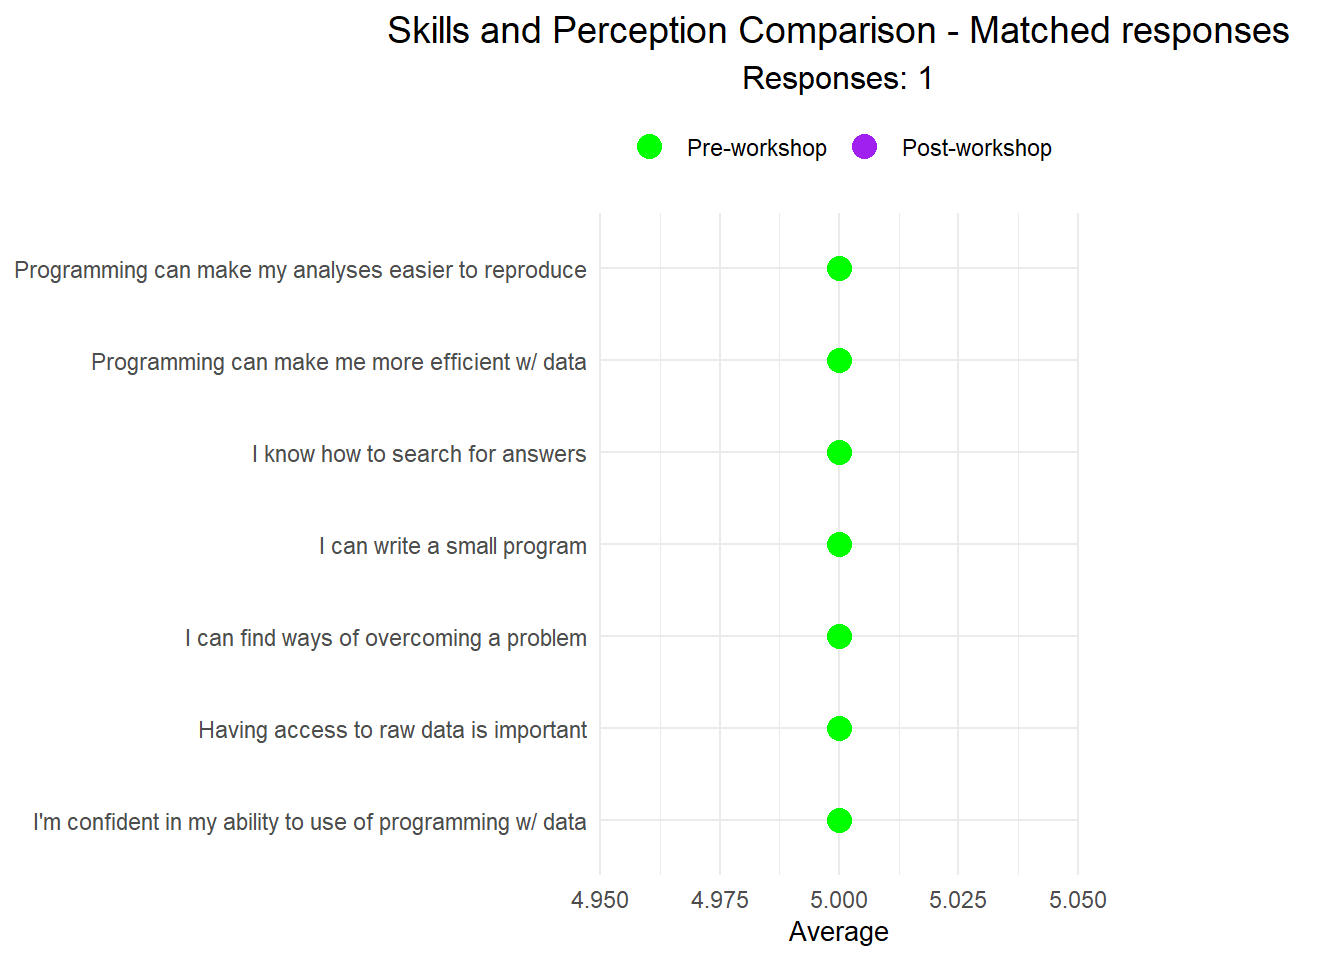 Skills and Perception Comparison - Matched responses
Responses: 1
Pre-workshop Post-workshop
Programming can make my analyses easier to reproduce
Programming can make me more efficient w/ data
I know how to search for answers
I can write a small program
I can find ways of overcoming a problem
Having access to raw data is important
I'm confident in my ability to use of programming w/ data
4.950 4.975 5.000 5.025 5.050
Average